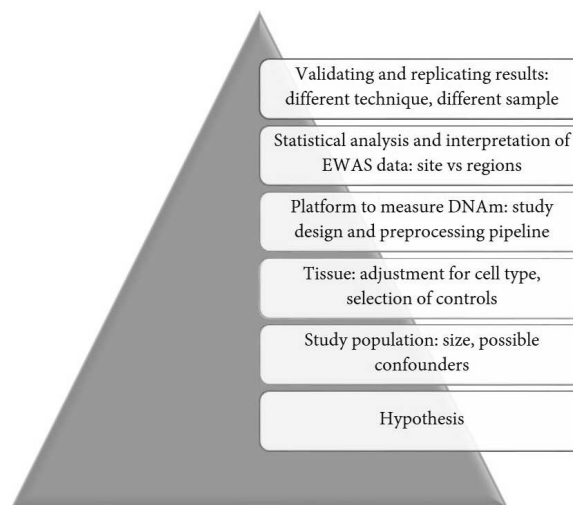 Validating and replicating results:
different technique, different sample
Statistical analysis and interpretation of
EWAS data: site vs regions
Platform to measure DNAm: study
design and preprocessing pipeline
Tissue: adjustment for cell type,
selection of controls
Study population: size, possible
confounders
Hypothesis